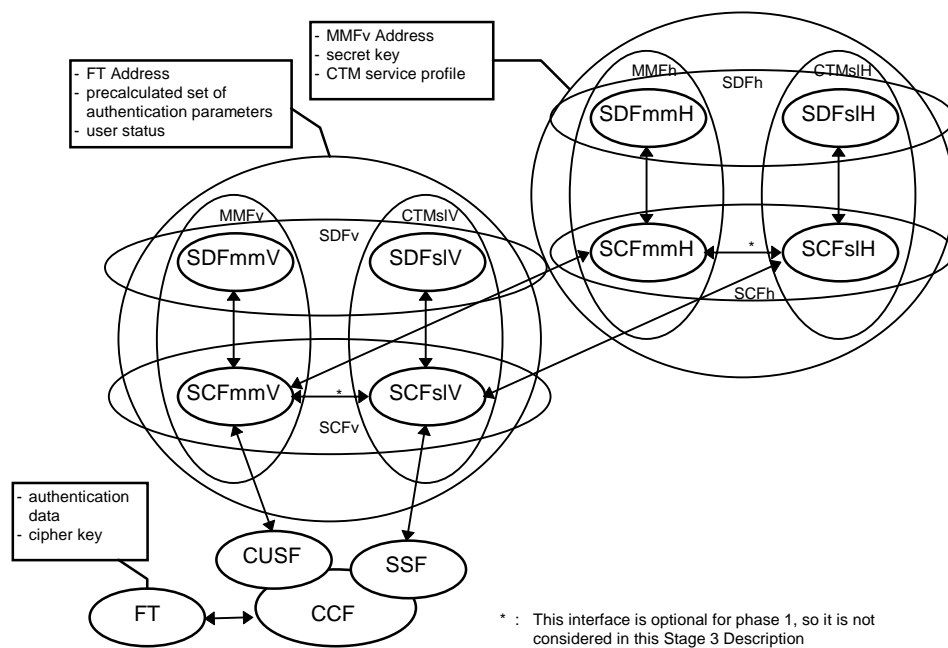 - MMFv Address
- secret key
- CTM service profile
- FT Address
- precalculated set of
authentication parameters
- user status
MMFh
CTMslH
SDFh
SDFmmH
SDFslH
SCFmmH
*
SCFslH
SCFh
MMFv
CTMslV
SDFv
SDFmmV
SDFslV
SCFmmV
*
SCFslV
SCFv
- authentication
data
- cipher key
CUSF
SSF
FT
CCF
* : This interface is optional for phase 1, so it is not
considered in this Stage 3 Description